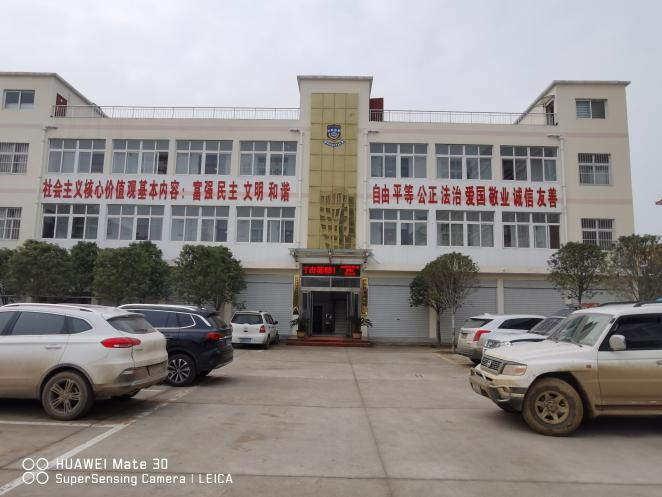 社会主义核心价值观基本内容：富强 民主 文明 和谐
自由 平等 公正 法治 爱国 敬业 诚信 友善
HUAWEI Mate 30
SuperSensing Camera | LEICA